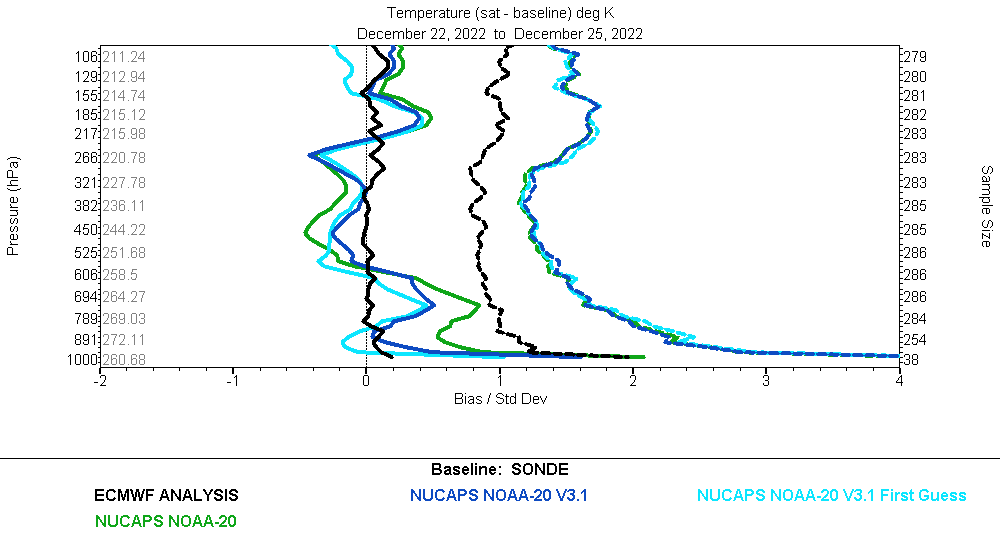 Temperature (sat - baseline) deg K
December 22, 2022 to December 25, 2022
Pressure (hPa)
106 211.24 279
129 212.94 280
155 214.74 281
185 215.12 282
217 215.98 283
266 220.78 283
321 227.78 283
382 236.11 285
450 244.22 285
525 251.68 286
606 258.5 286
694 264.27 286
789 269.03 284
891 272.11 254
1000 260.68 38
Sample Size
-2 -1 0 1 2 3 4
Bias / Std Dev
Baseline: SONDE
ECMWF ANALYSIS NUCAPS NOAA-20 V3.1 NUCAPS NOAA-20 V3.1 First Guess
NUCAPS NOAA-20